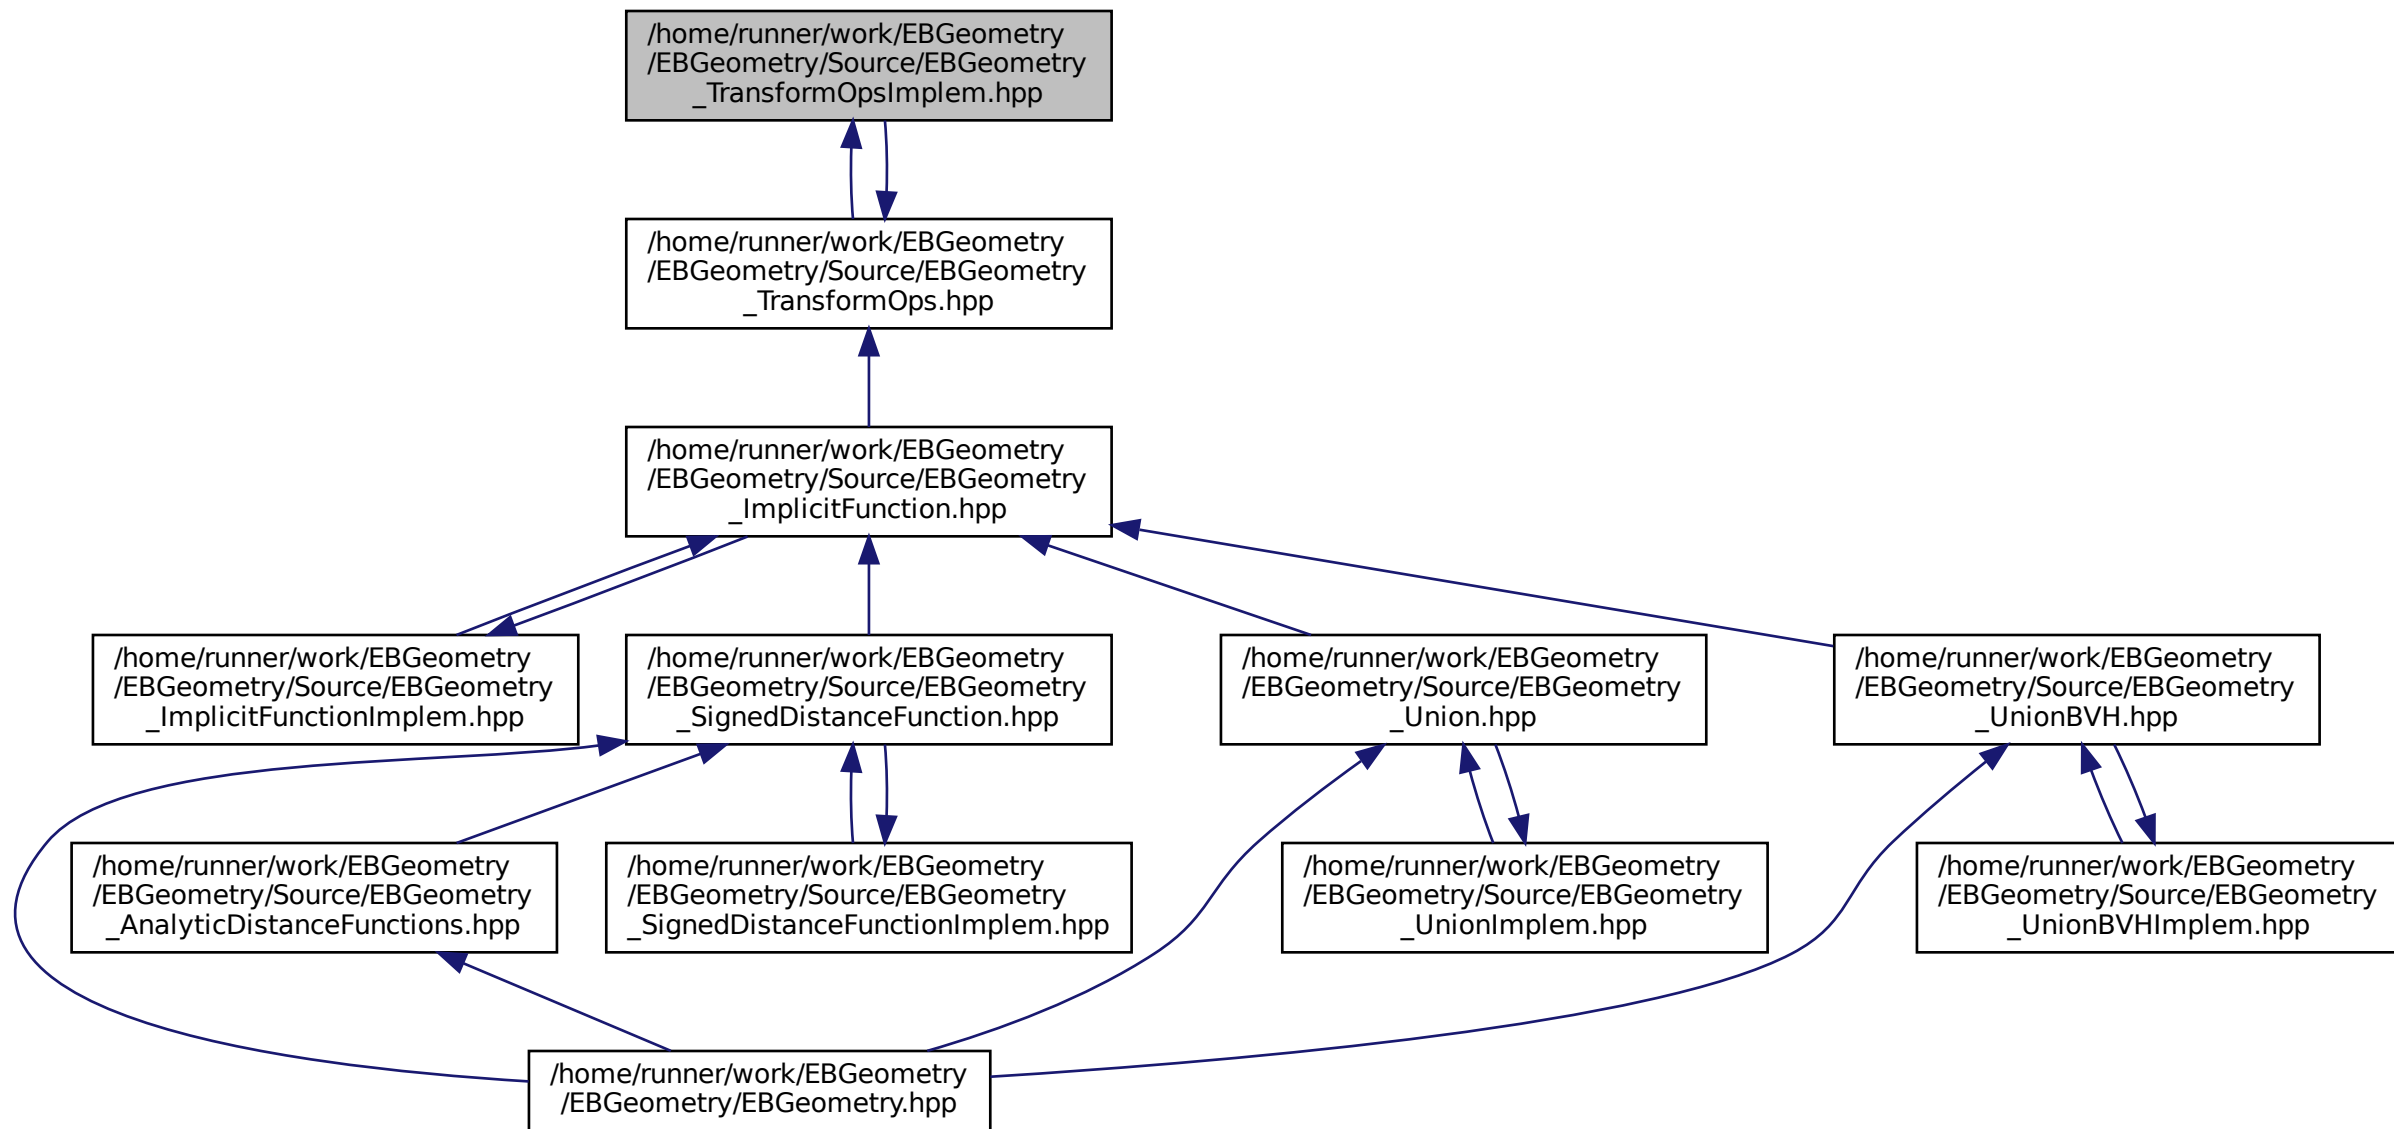 /home/runner/work/EBGeometry
/EBGeometry/Source/EBGeometry
_TransformOpsImplem.hpp
/home/runner/work/EBGeometry
/EBGeometry/Source/EBGeometry
_TransformOps.hpp
/home/runner/work/EBGeometry
/EBGeometry/Source/EBGeometry
_ImplicitFunction.hpp
/home/runner/work/EBGeometry
/EBGeometry/Source/EBGeometry
_ImplicitFunctionImplem.hpp
/home/runner/work/EBGeometry
/EBGeometry/Source/EBGeometry
_SignedDistanceFunction.hpp
/home/runner/work/EBGeometry
/EBGeometry/Source/EBGeometry
_Union.hpp
/home/runner/work/EBGeometry
/EBGeometry/Source/EBGeometry
_UnionBVH.hpp
/home/runner/work/EBGeometry
/EBGeometry/Source/EBGeometry
_AnalyticDistanceFunctions.hpp
/home/runner/work/EBGeometry
/EBGeometry/Source/EBGeometry
_SignedDistanceFunctionImplem.hpp
/home/runner/work/EBGeometry
/EBGeometry/Source/EBGeometry
_UnionImplem.hpp
/home/runner/work/EBGeometry
/EBGeometry/Source/EBGeometry
_UnionBVHImplem.hpp
/home/runner/work/EBGeometry
/EBGeometry/EBGeometry.hpp